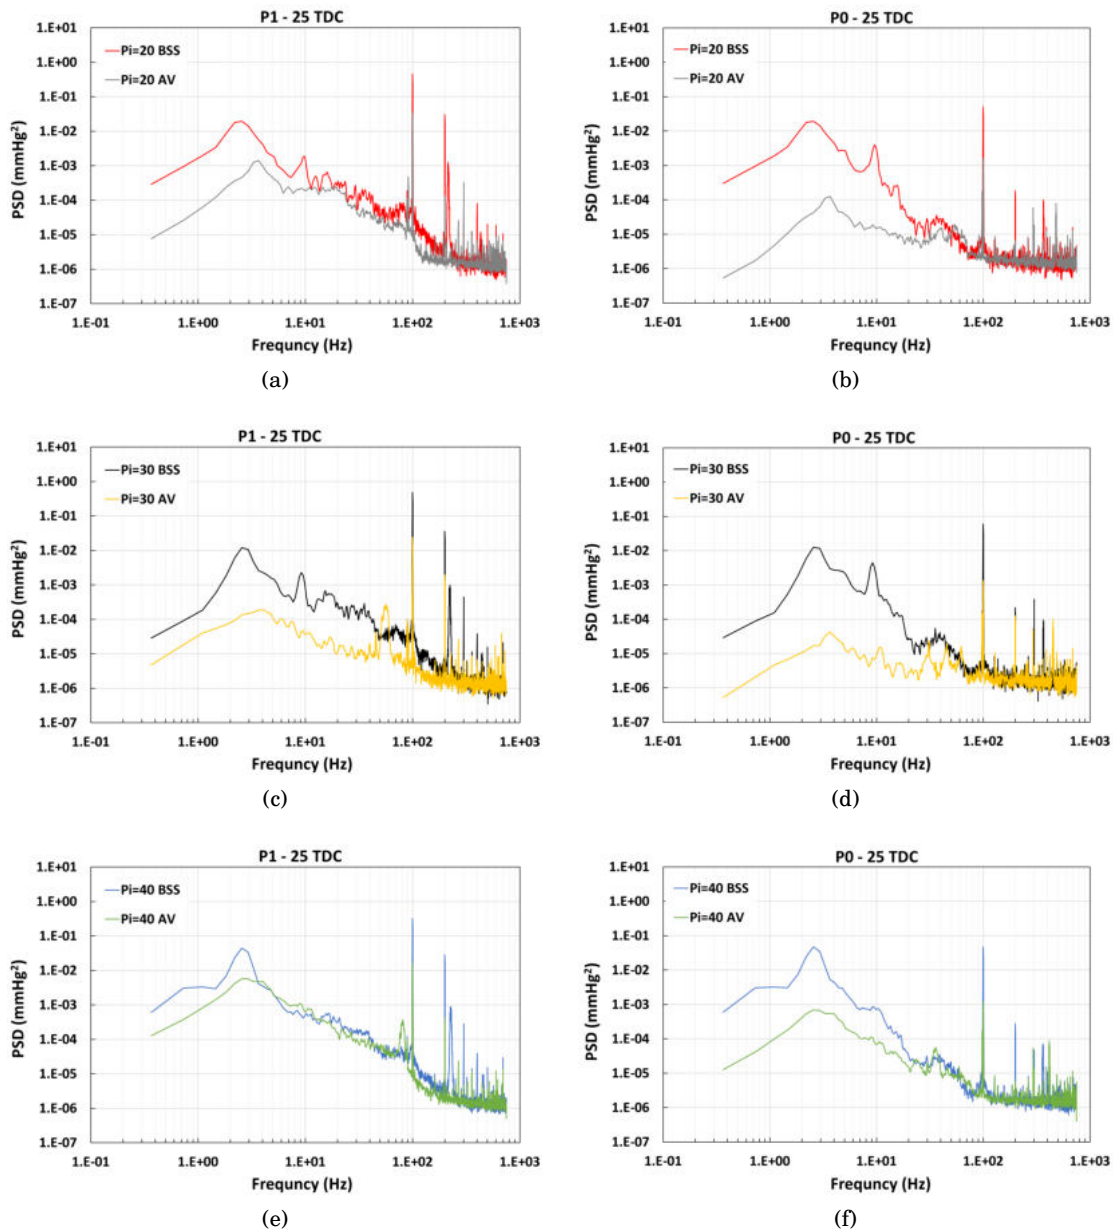 P1 - 25 TDC
1.E+01
1.E+00
1.E-01
1.E-02
1.E-03
1.E-04
1.E-05
1.E-06
1.E-07
PSD (mmHg²)
Pi=20 BSS
Pi=20 AV
1.E-01 1.E+00 1.E+01 1.E+02 1.E+03
Frequncy (Hz)
(a)
P0 - 25 TDC
1.E+01
1.E+00
1.E-01
1.E-02
1.E-03
1.E-04
1.E-05
1.E-06
1.E-07
PSD (mmHg²)
Pi=20 BSS
Pi=20 AV
1.E-01 1.E+00 1.E+01 1.E+02 1.E+03
Frequncy (Hz)
(b)
P1 - 25 TDC
1.E+01
1.E+00
1.E-01
1.E-02
1.E-03
1.E-04
1.E-05
1.E-06
1.E-07
PSD (mmHg²)
Pi=30 BSS
Pi=30 AV
1.E-01 1.E+00 1.E+01 1.E+02 1.E+03
Frequncy (Hz)
(c)
P0 - 25 TDC
1.E+01
1.E+00
1.E-01
1.E-02
1.E-03
1.E-04
1.E-05
1.E-06
1.E-07
PSD (mmHg²)
Pi=30 BSS
Pi=30 AV
1.E-01 1.E+00 1.E+01 1.E+02 1.E+03
Frequncy (Hz)
(d)
P1 - 25 TDC
1.E+01
1.E+00
1.E-01
1.E-02
1.E-03
1.E-04
1.E-05
1.E-06
1.E-07
PSD (mmHg²)
Pi=40 BSS
Pi=40 AV
1.E-01 1.E+00 1.E+01 1.E+02 1.E+03
Frequncy (Hz)
(e)
P0 - 25 TDC
1.E+01
1.E+00
1.E-01
1.E-02
1.E-03
1.E-04
1.E-05
1.E-06
1.E-07
PSD (mmHg²)
Pi=40 BSS
Pi=40 AV
1.E-01 1.E+00 1.E+01 1.E+02 1.E+03
Frequncy (Hz)
(f)